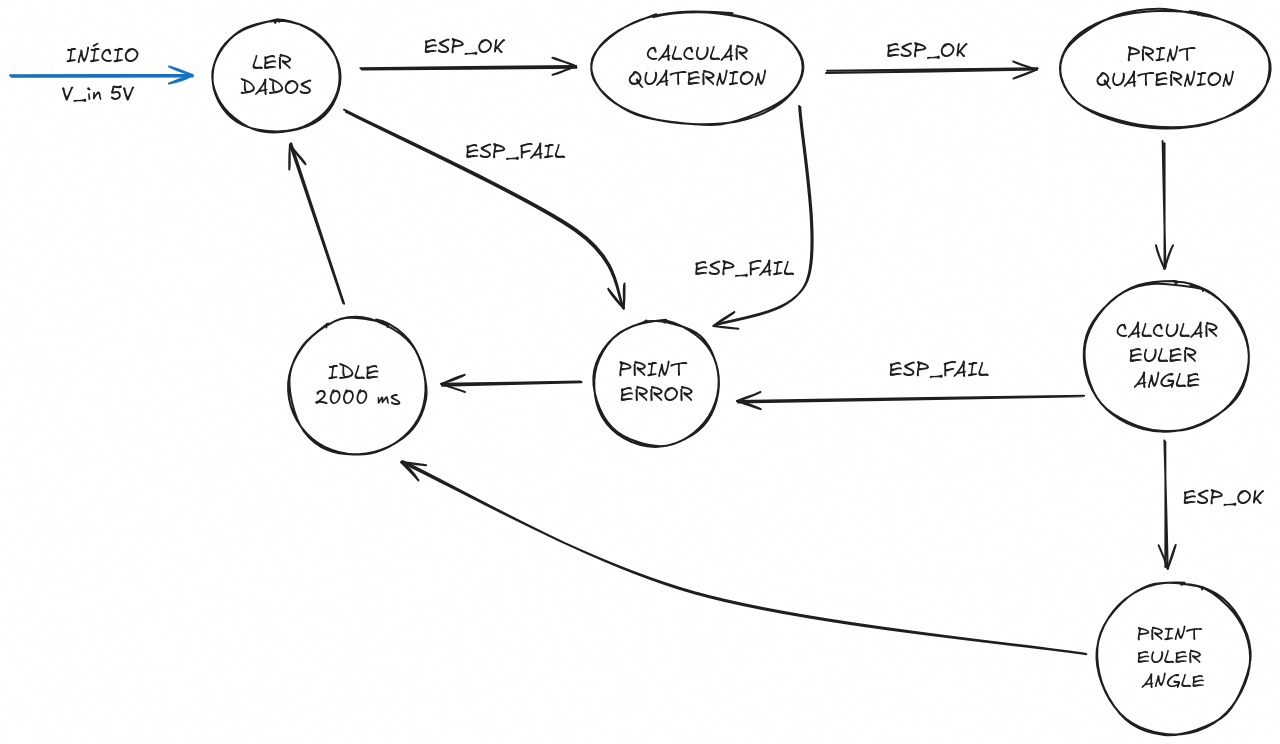 INÍCIO
V_in 5V
LER
DADOS
ESP_OK
CALCULAR
QUATERNION
ESP_OK
PRINT
QUATERNION
ESP_FAIL
ESP_FAIL
IDLE
2000 ms
PRINT
ERROR
ESP_FAIL
CALCULAR
EULER
ANGLE
ESP_OK
PRINT
EULER
ANGLE